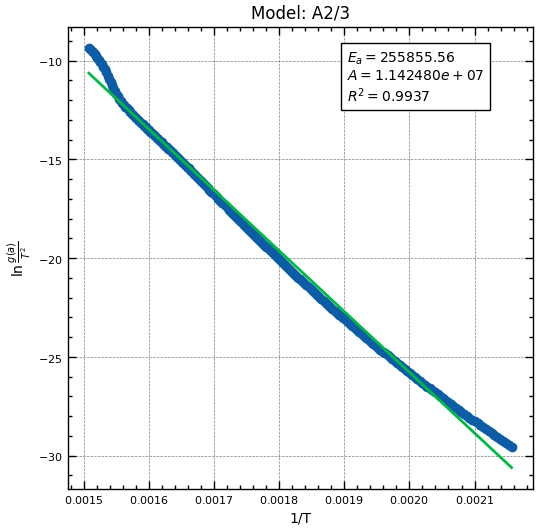 Model: A2/3
E_a = 255855.56
A = 1.142480e + 07
R^2 = 0.9937
−10
−15
−20
−25
−30
ln g(a)/T^2
0.0015 0.0016 0.0017 0.0018 0.0019 0.0020 0.0021
1/T